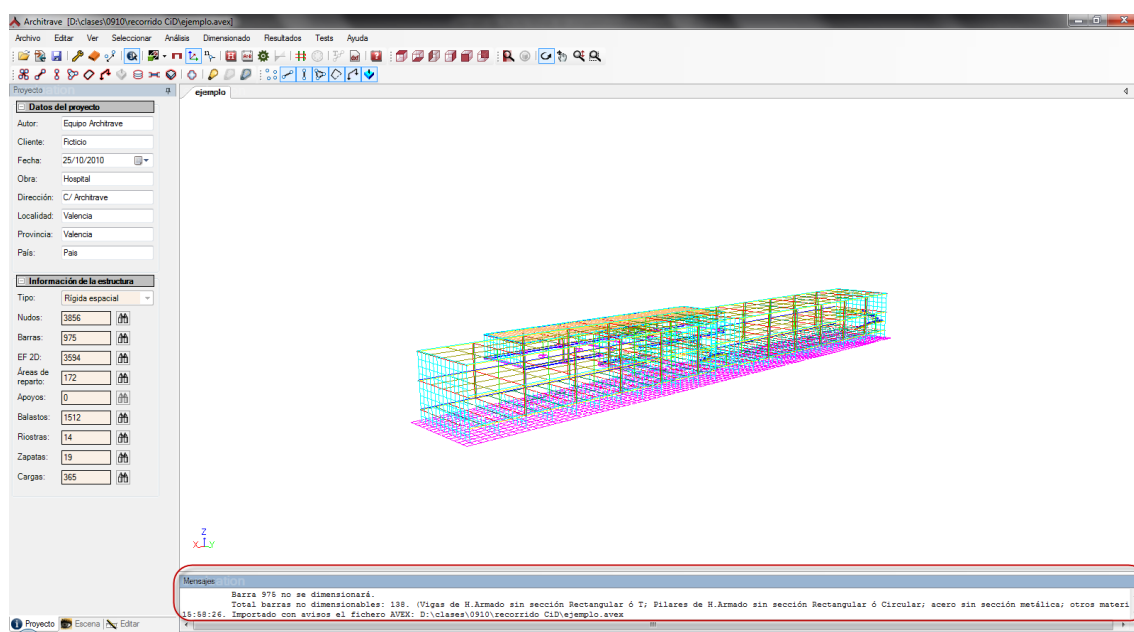 Architrave [D:\clases\0910\recorrido CiD\ejemplo.avex]
Archivo Editar Ver Seleccionar Análisis Dimensionado Resultados Tests Ayuda
Proyecto
ejemplo
Datos del proyecto
Autor: Equipo Architrave
Cliente: Ficticio
Fecha: 25/10/2010
Obra: Hospital
Dirección: C/ Architrave
Localidad: Valencia
Provincia: Valencia
País: Pais
Información de la estructura
Tipo: Rígida espacial
Nudos: 3856
Barras: 975
EF 2D: 3594
Áreas de
reparto: 172
Apoyos: 0
Balastos: 1512
Riostras: 14
Zapatas: 19
Cargas: 365
Z
X Y
Mensajes
Barra 975 no se dimensionará.
Total barras no dimensionables: 138. (Vigas de H.Armado sin sección Rectangular ó T; Pilares de H.Armado sin sección Rectangular ó Circular; acero sin sección metálica; otros materi
15:58:26. Importado con avisos el fichero AVEX: D:\clases\0910\recorrido CiD\ejemplo.avex
Proyecto Escena Editar